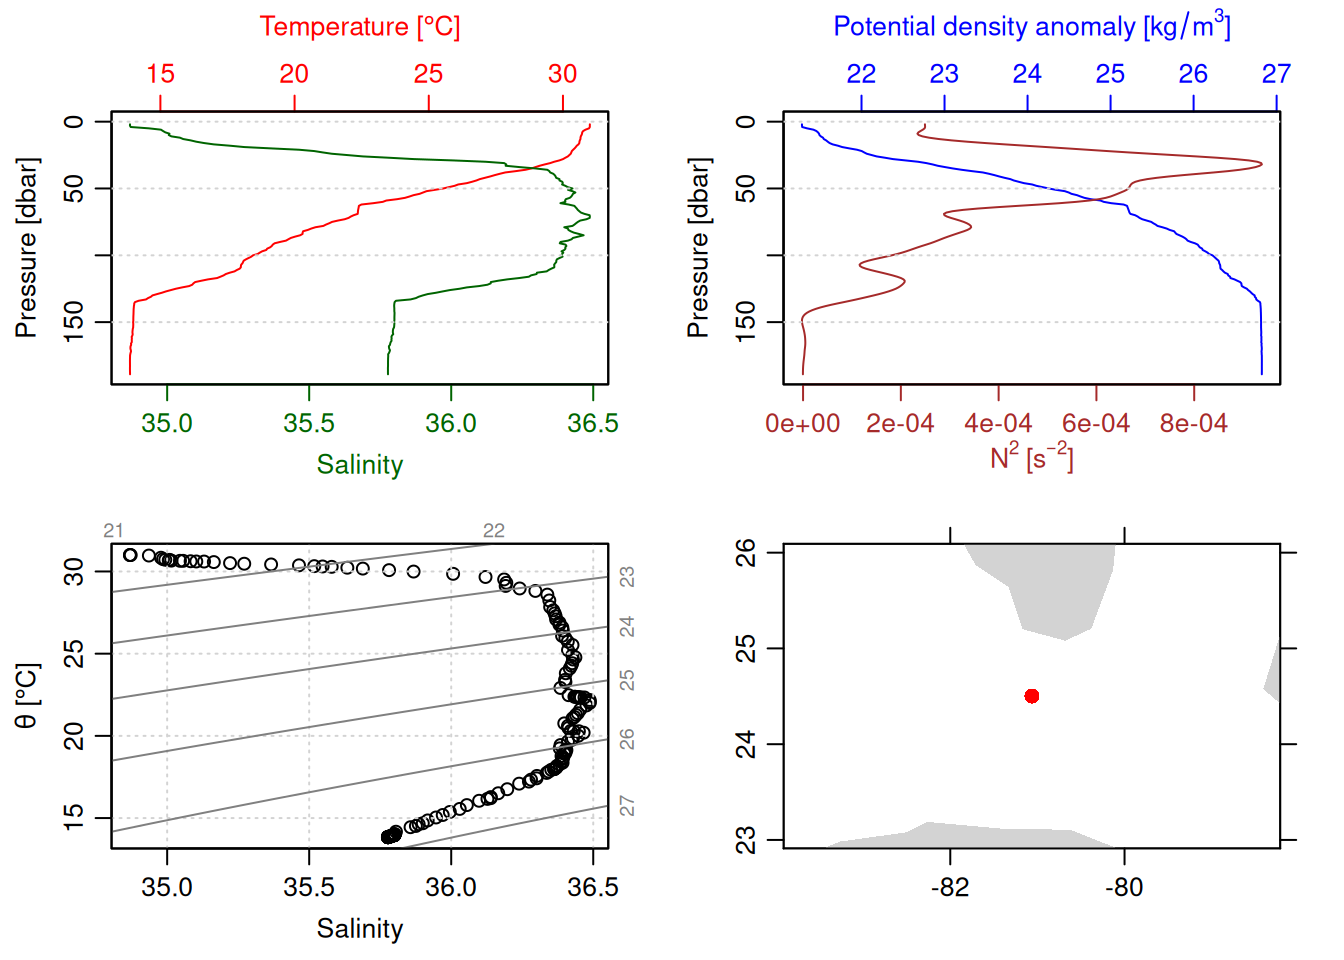 Temperature [°C]
15 20 25 30
0
50
150
Pressure [dbar]
35.0 35.5 36.0 36.5
Salinity
Potential density anomaly [kg/m³]
22 23 24 25 26 27
0
50
150
Pressure [dbar]
0e+00 2e-04 4e-04 6e-04 8e-04
N² [s⁻²]
21 22
23
24
25
26
27
30
25
20
15
θ [°C]
35.0 35.5 36.0 36.5
Salinity
26
25
24
23
-82 -80